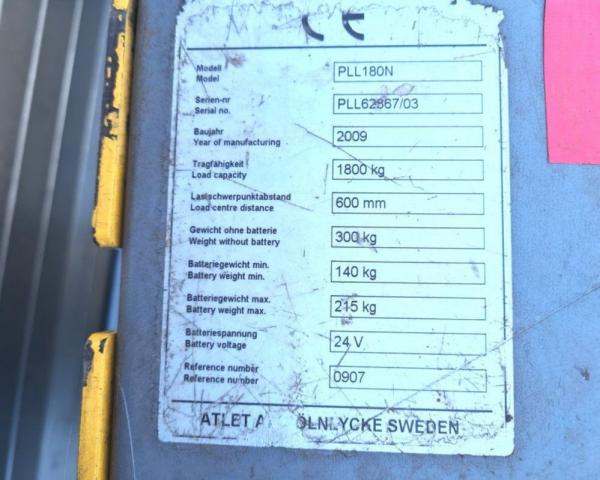 CE
Modell
Model
PLL180N
Serien-nr
Serial no.
PLL62867/03
Baujahr
Year of manufacturing
2009
Tragfähigkeit
Load capacity
1800 kg
Lastschwerpunktabstand
Load centre distance
600 mm
Gewicht ohne batterie
Weight without battery
300 kg
Batteriegewicht min.
Battery weight min.
140 kg
Batteriegewicht max.
Battery weight max.
215 kg
Batteriespannung
Battery voltage
24 V
Reference number
Reference number
0907
ATLET A ÖLNLYCKE SWEDEN